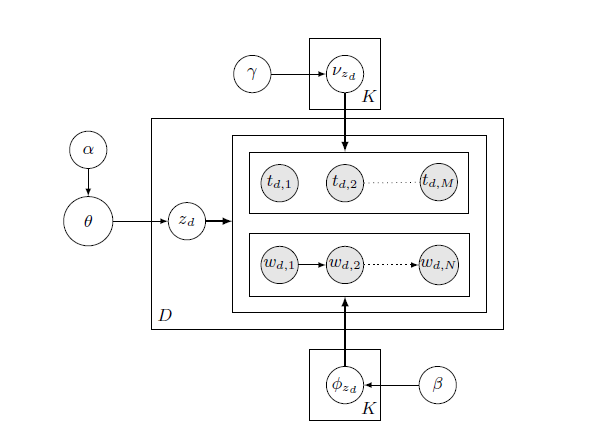 γ
ν_{z_d}
K
α
t_{d,1}
t_{d,2}
t_{d,M}
θ
z_d
w_{d,1}
w_{d,2}
w_{d,N}
D
ϕ_{z_d}
β
K